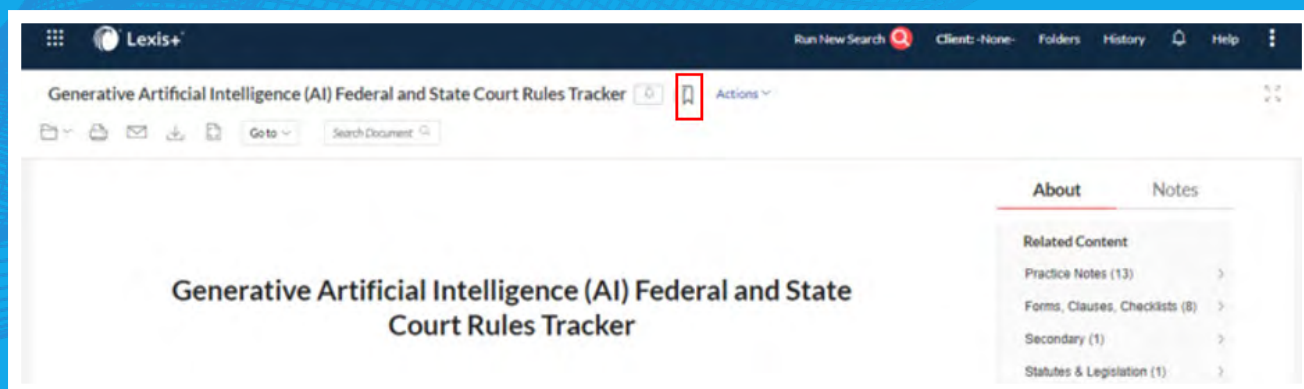 Lexis+
Run New Search
Client: -None-
Folders
History
Help
Generative Artificial Intelligence (AI) Federal and State Court Rules Tracker
Actions
Go to
Search Document
About
Notes
Generative Artificial Intelligence (AI) Federal and State
Court Rules Tracker
Related Content
Practice Notes (13)
Forms, Clauses, Checklists (8)
Secondary (1)
Statutes & Legislation (1)